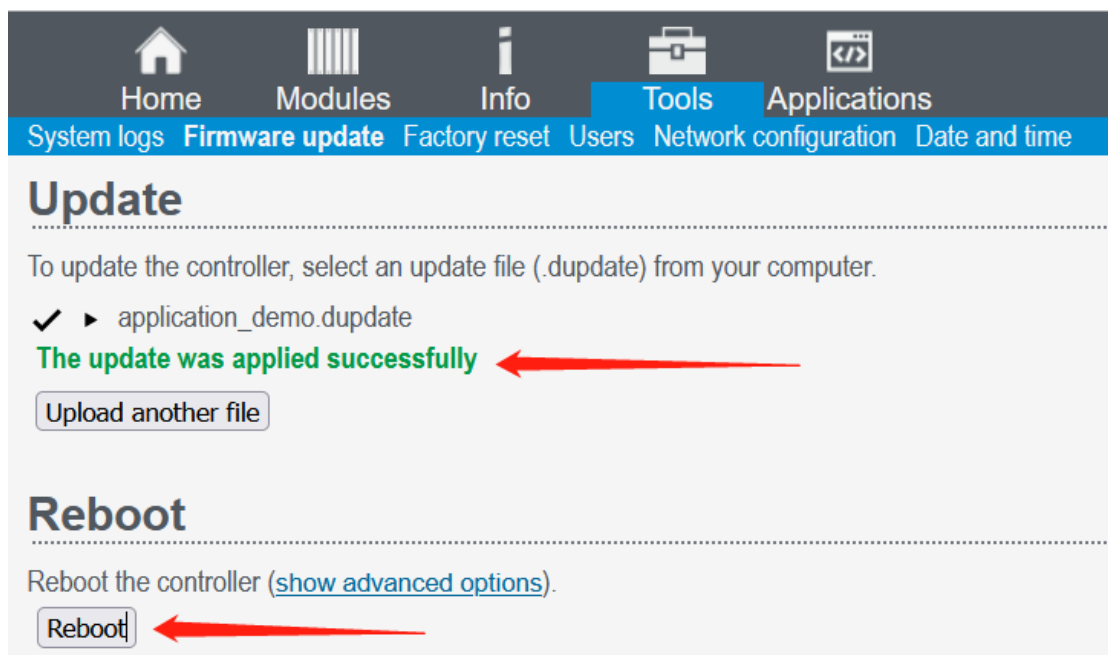 Home Modules Info Tools Applications
System logs Firmware update Factory reset Users Network configuration Date and time
Update
To update the controller, select an update file (.dupdate) from your computer.
application_demo.dupdate
The update was applied successfully
Upload another file
Reboot
Reboot the controller (show advanced options).
Reboot